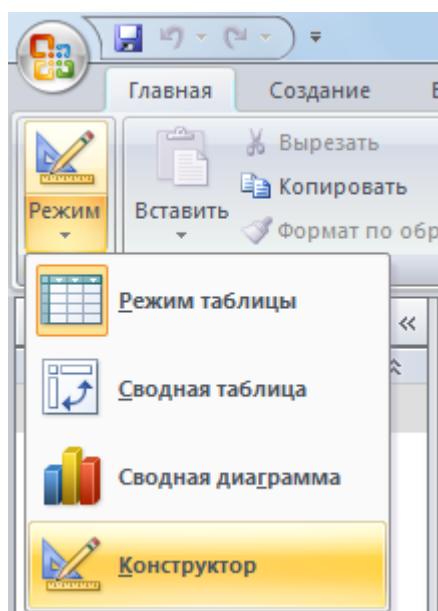 Главная Создание
Вырезать
Копировать
Режим Вставить
Формат по обр
Режим таблицы
Сводная таблица
Сводная диаграмма
Конструктор